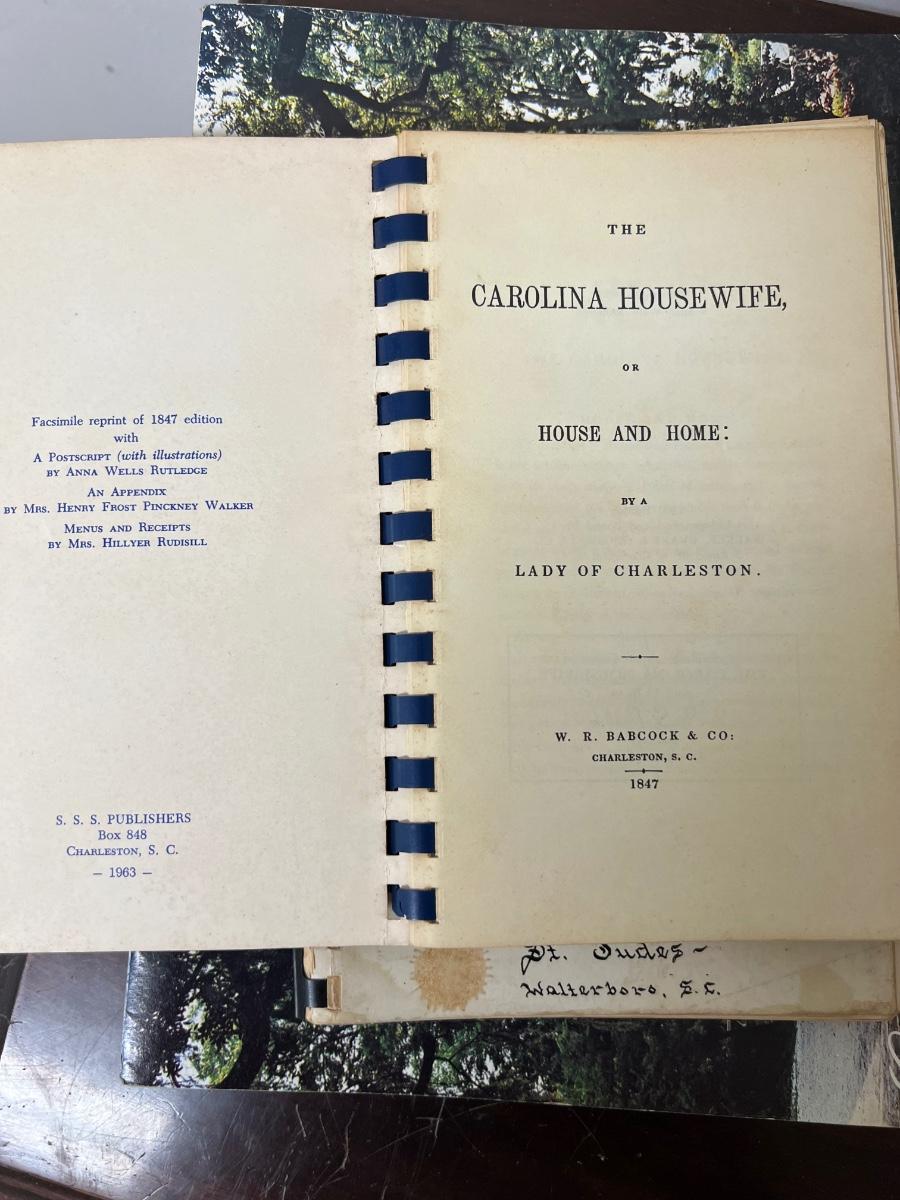 Facsimile reprint of 1847 edition
with
A Postscript (with illustrations)
by Anna Wells Rutledge
An Appendix
by Mrs. Henry Frost Pinckney Walker
Menus and Receipts
by Mrs. Hillyer Rudisill
S. S. S. PUBLISHERS
Box 848
Charleston, S. C.
— 1963 —
THE
CAROLINA HOUSEWIFE,
OR
HOUSE AND HOME:
BY A
LADY OF CHARLESTON.
W. R. BABCOCK & CO:
CHARLESTON, S. C.
1847
St. Judes-
Walterboro, S.C.